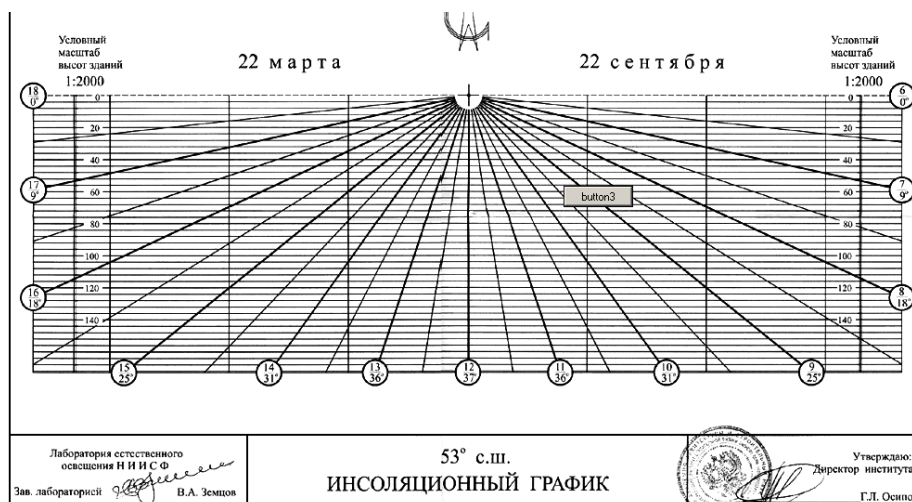 Условный
масштаб
высот зданий
1:2000
22 марта
22 сентября
Условный
масштаб
высот зданий
1:2000
18
0°
6
0°
0
0
20
20
40
40
17
9°
7
9°
60
60
button3
80
80
100
100
16
18°
8
18°
120
120
140
140
15
25°
14
31°
13
36°
12
37°
11
36°
10
31°
9
25°
Лаборатория естественного
освещения НИИСФ
Зав. лабораторией
В.А. Земцов
53° с.ш.
ИНСОЛЯЦИОННЫЙ ГРАФИК
Утверждаю:
Директор института
Г.Л. Осипо